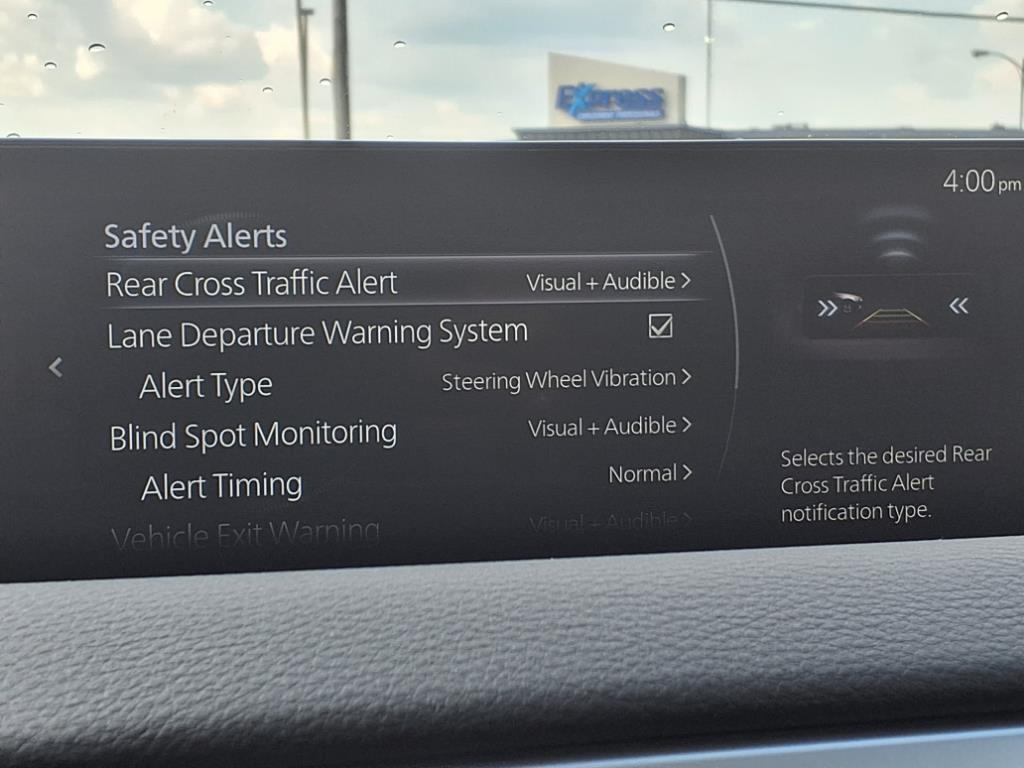 Express
4:00 pm
Safety Alerts
Rear Cross Traffic Alert Visual + Audible >
Lane Departure Warning System
Alert Type Steering Wheel Vibration >
Blind Spot Monitoring Visual + Audible >
Alert Timing Normal >
Vehicle Exit Warning Visual + Audible >
Selects the desired Rear
Cross Traffic Alert
notification type.